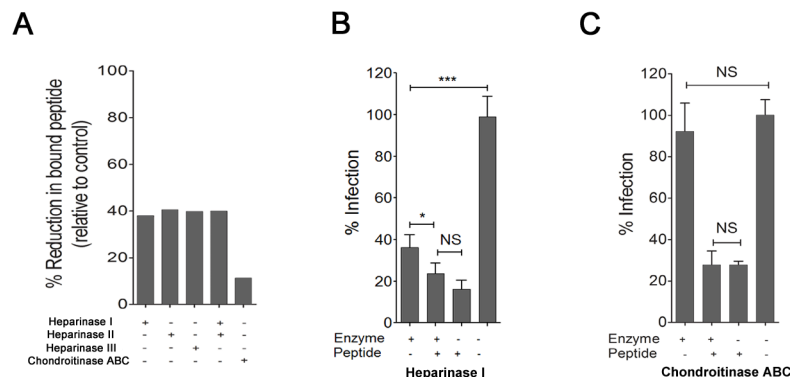 A
% Reduction in bound peptide
(relative to control)
100
80
60
40
20
0
Heparinase I + - - + -
Heparinase II - + - + -
Heparinase III - - + - -
Chondroitinase ABC - - - - +
B
% Infection
120
100
80
60
40
20
0
***
*
NS
Enzyme + + - -
Peptide - + + -
Heparinase I
C
% Infection
120
100
80
60
40
20
0
NS
NS
Enzyme + + - -
Peptide - + + -
Chondroitinase ABC